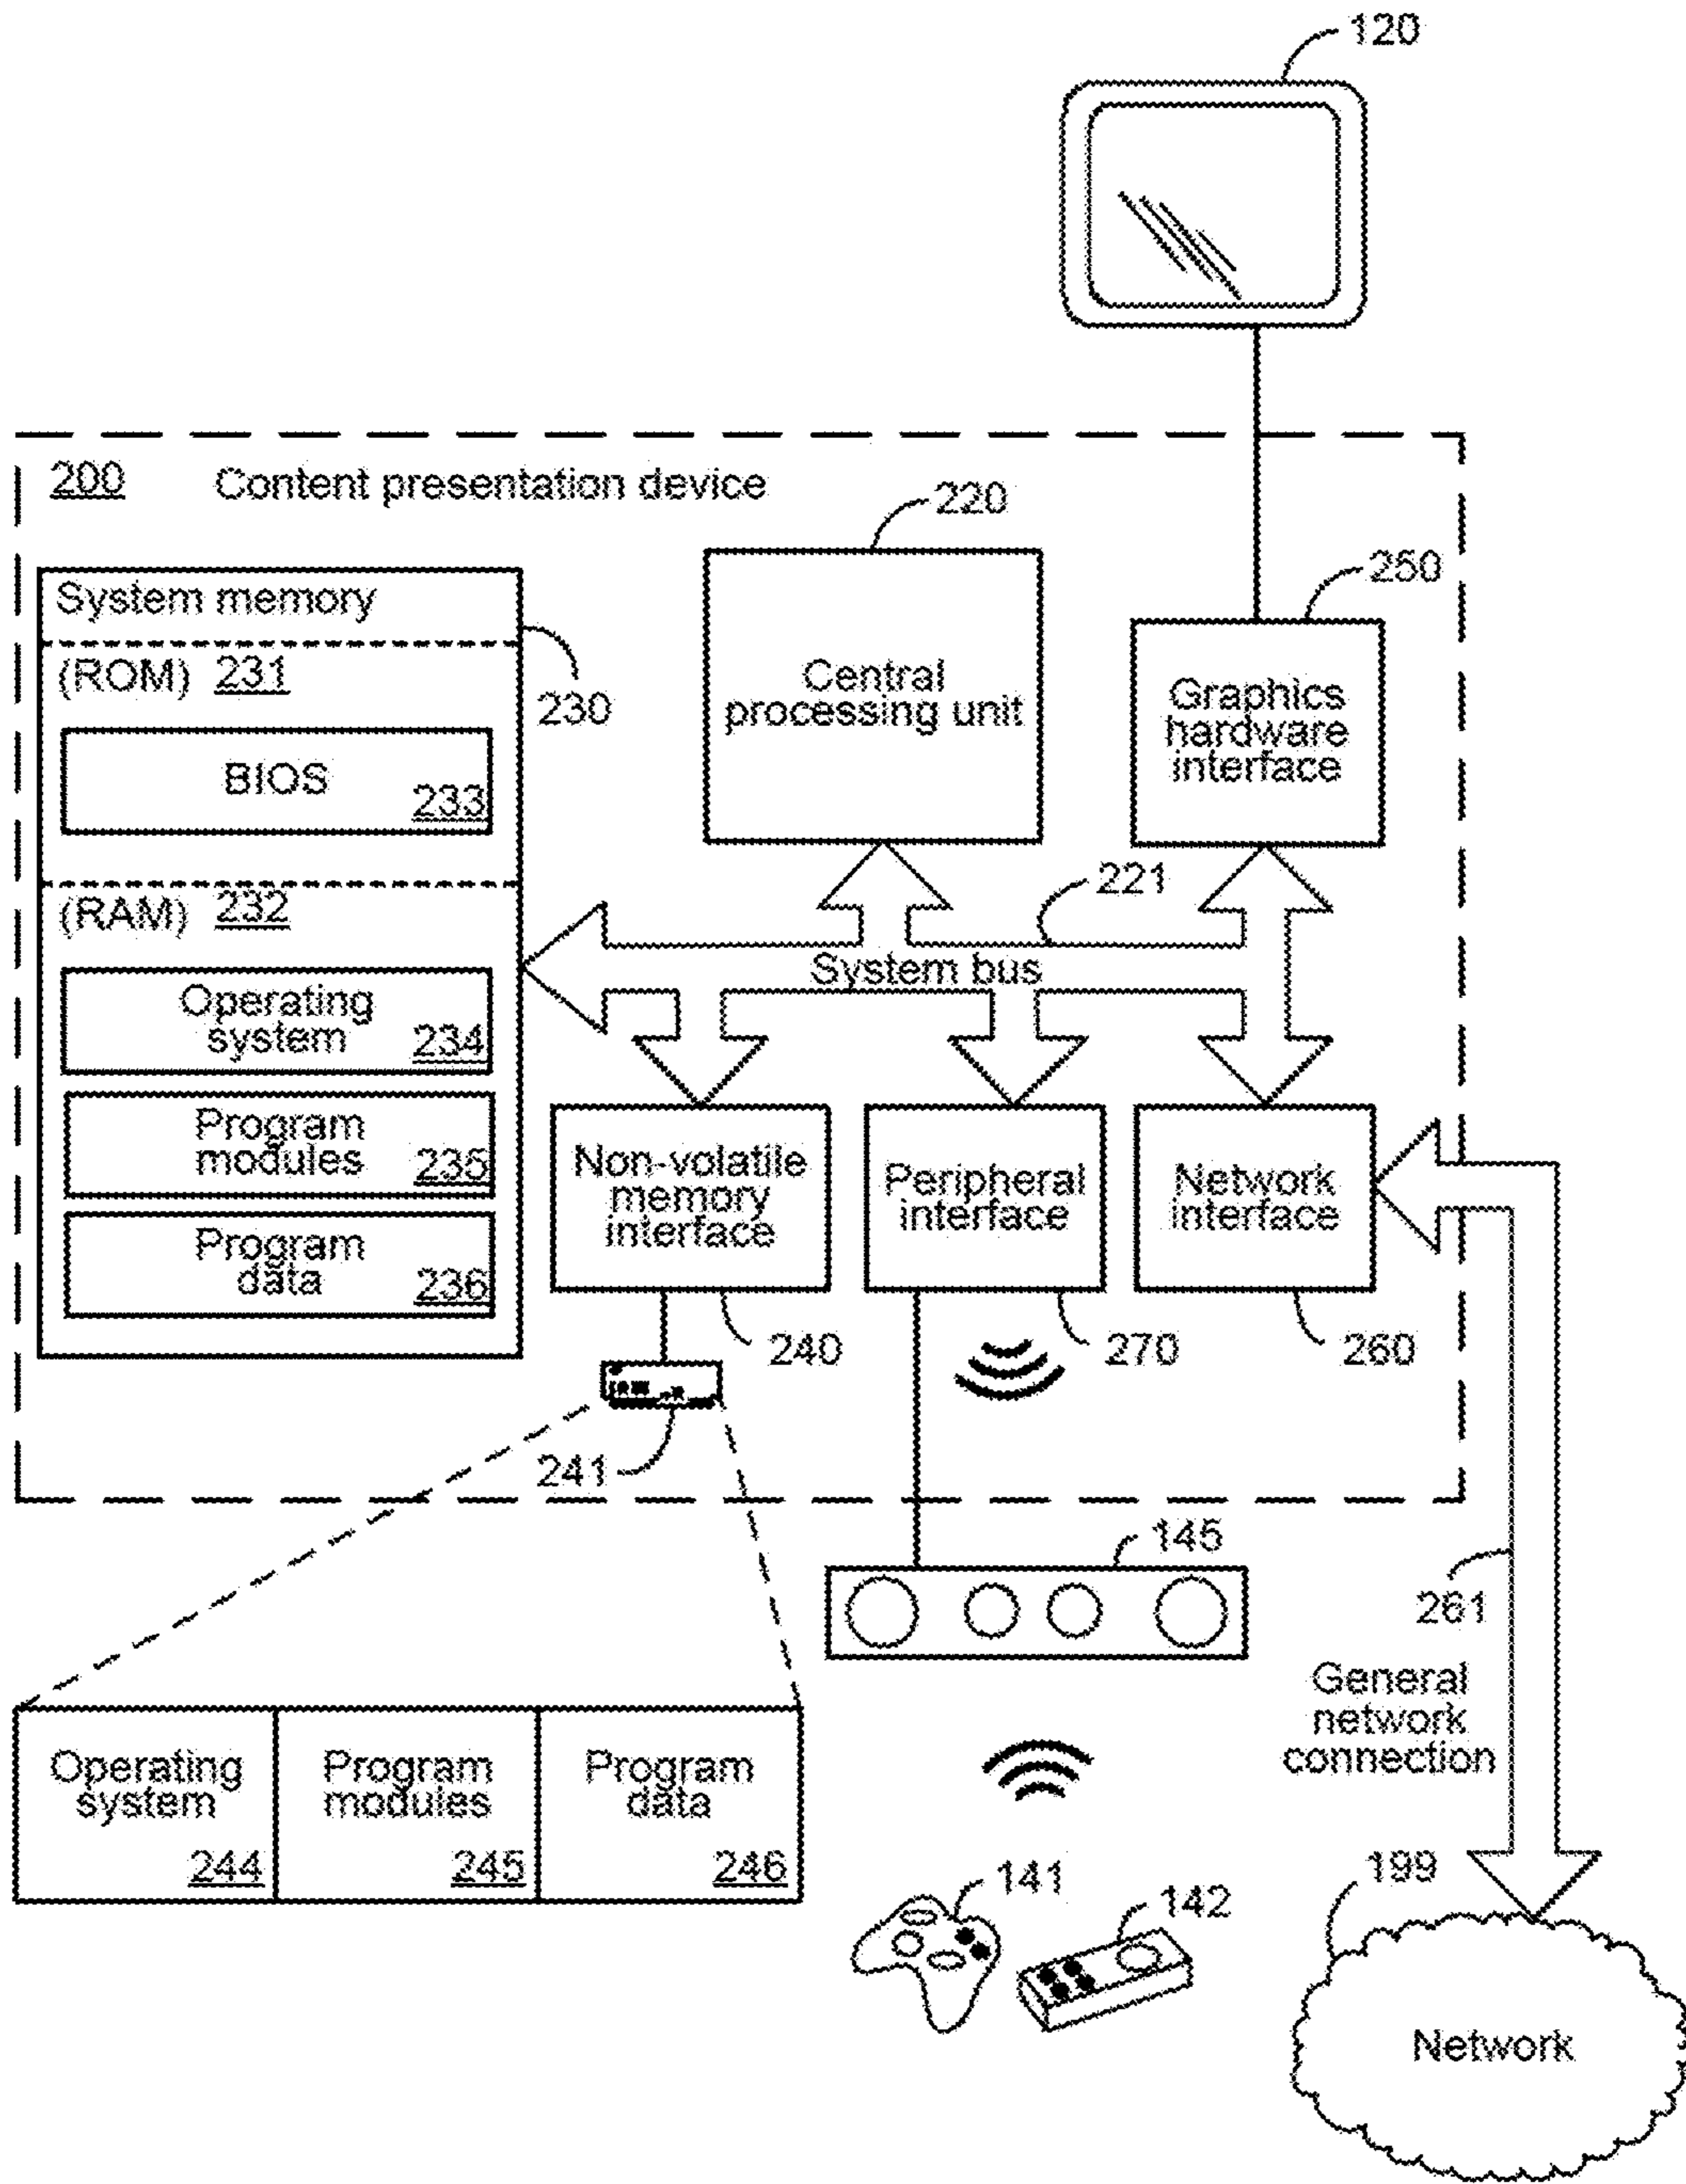 120
200 Content presentation device
220
250
System memory
(ROM) 231
230
BIOS
233
Central
processing unit
Graphics
hardware
interface
221
(RAM) 232
System bus
Operating
system
234
Program
modules
235
Program
data
236
Non-volatile
memory
interface
Peripheral
interface
Network
interface
240
270
260
241
145
261
General
network
connection
Operating
system
244
Program
modules
245
Program
data
246
141
142
199
Network